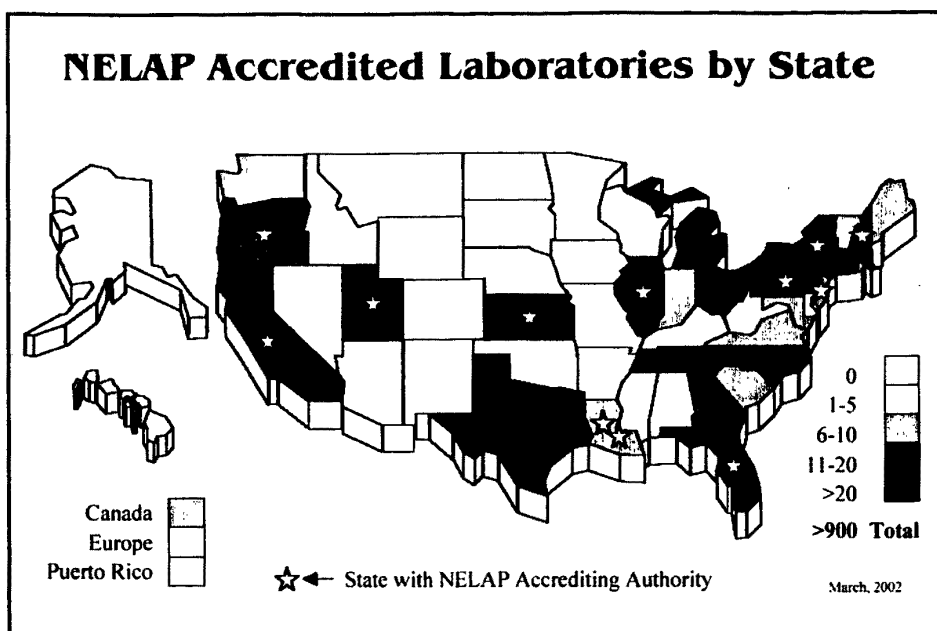 NELAP Accredited Laboratories by State
0
1-5
6-10
11-20
>20
>900 Total
Canada
Europe
Puerto Rico
State with NELAP Accrediting Authority
March, 2002